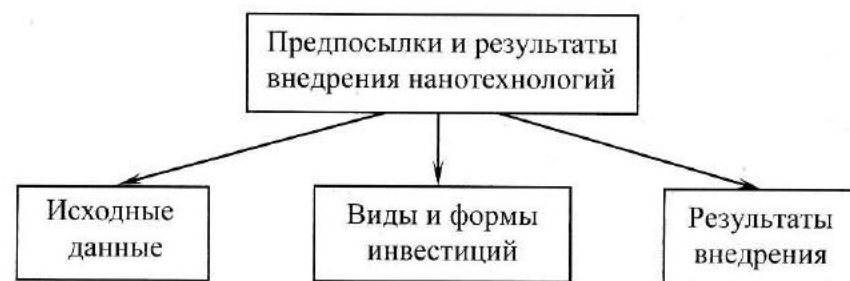 Предпосылки и результаты
внедрения нанотехнологий
Исходные
данные
Виды и формы
инвестиций
Результаты
внедрения